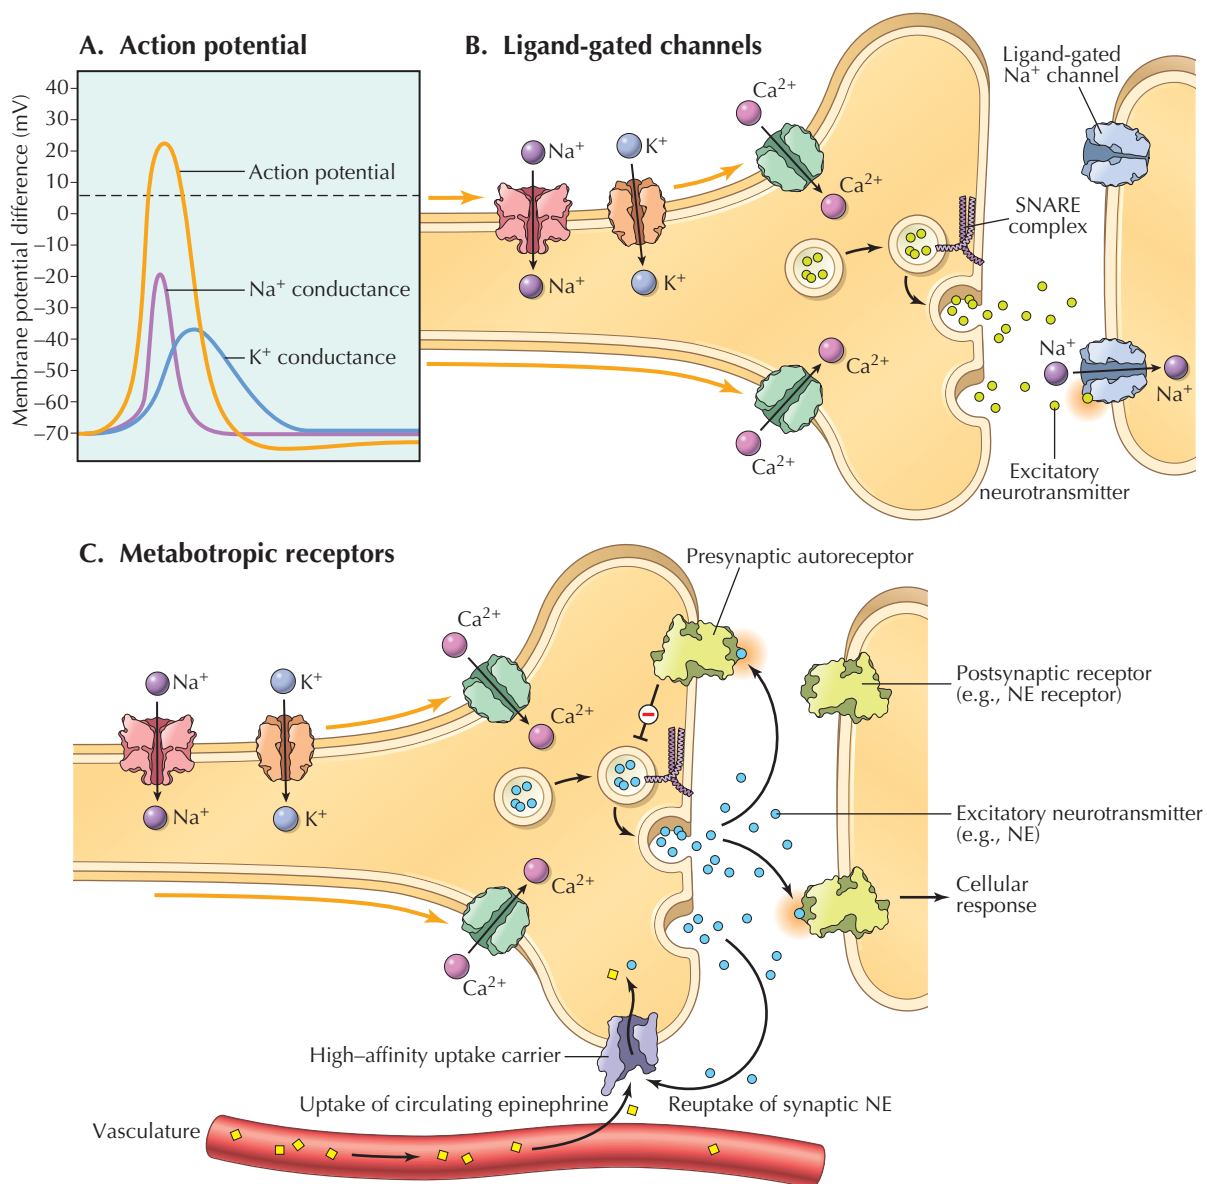 A. Action potential
Membrane potential difference (mV)
40
30
20
10
0
–10
–20
–30
–40
–50
–60
–70
Action potential
Na+ conductance
K+ conductance
B. Ligand-gated channels
Na+
K+
Na+
K+
Ca2+
Ca2+
Ca2+
Ca2+
Ligand-gated
Na+ channel
SNARE
complex
Na+
Na+
Excitatory
neurotransmitter
C. Metabotropic receptors
Na+
K+
Na+
K+
Ca2+
Ca2+
Ca2+
Ca2+
Presynaptic autoreceptor
Postsynaptic receptor
(e.g., NE receptor)
Excitatory neurotransmitter
(e.g., NE)
Cellular
response
High–affinity uptake carrier
Uptake of circulating epinephrine
Reuptake of synaptic NE
Vasculature